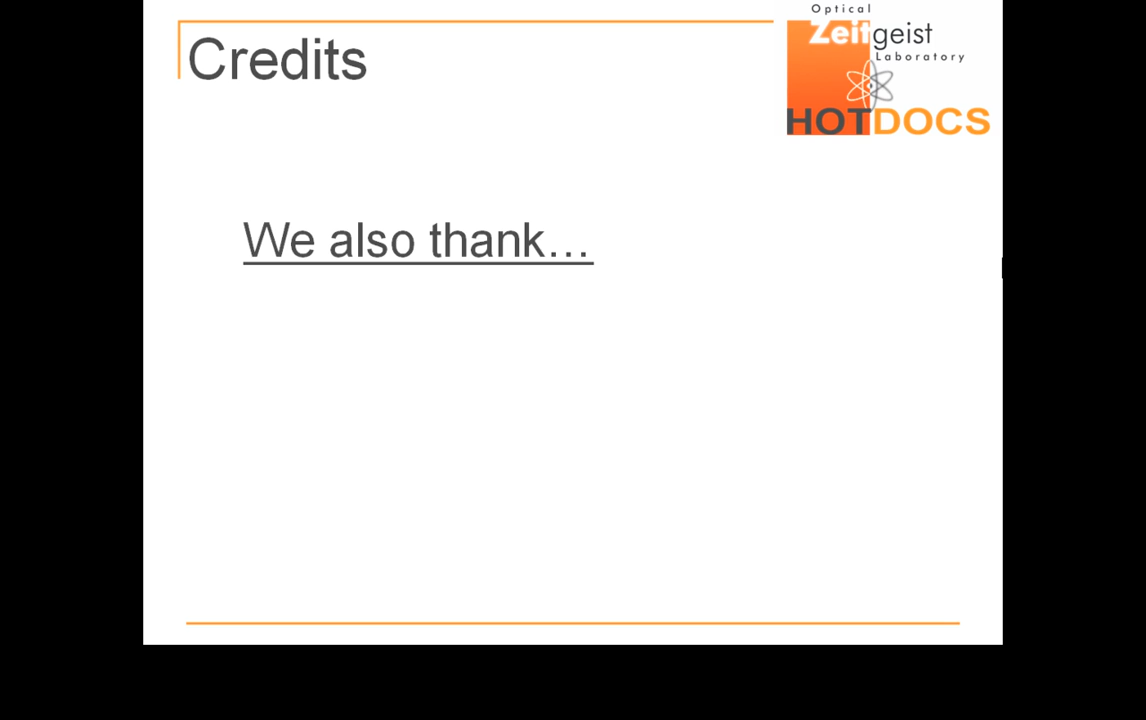 Credits
Optical
Zeitgeist
Laboratory
HOTDOCS
We also thank…